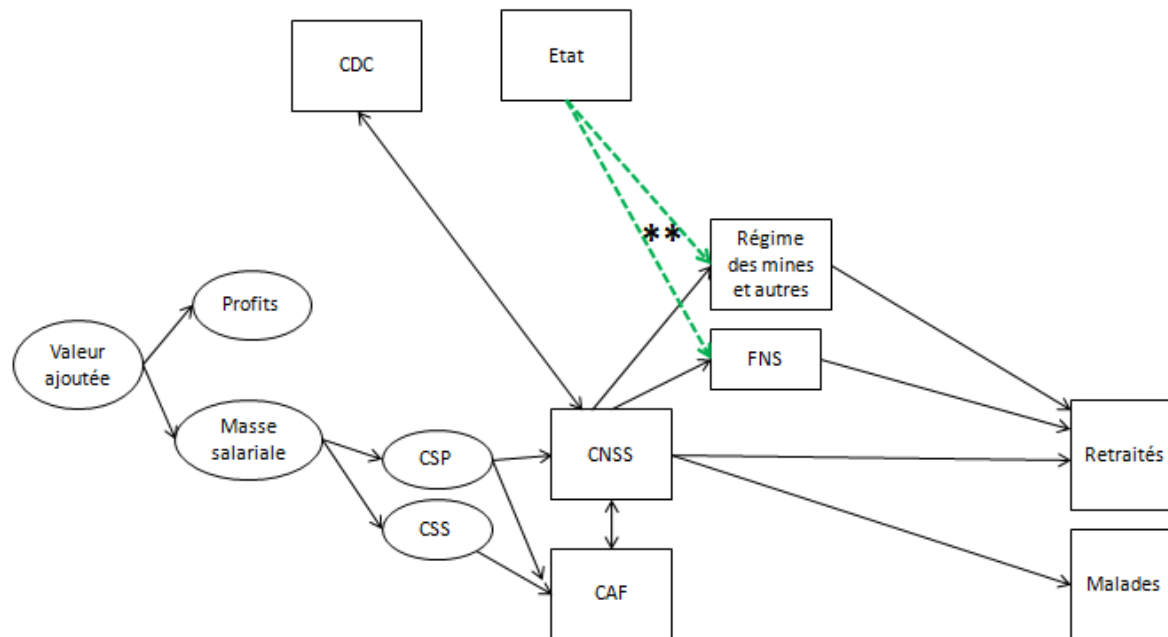 CDC
Etat
**
Régime
des mines
et autres
Profits
Valeur
ajoutée
FNS
Masse
salariale
CSP
CNSS
Retraités
CSS
CAF
Malades